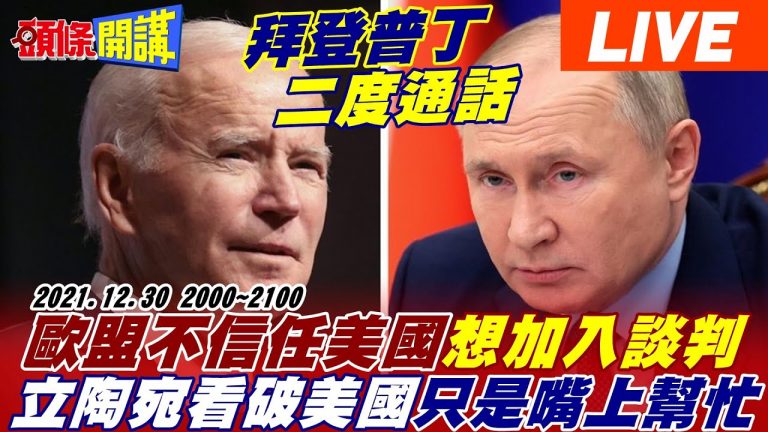 頭條開講
LIVE
拜登普丁
二度通話
2021.12.30 2000~2100
歐盟不信任美國想加入談判
立陶宛看破美國只是嘴上幫忙